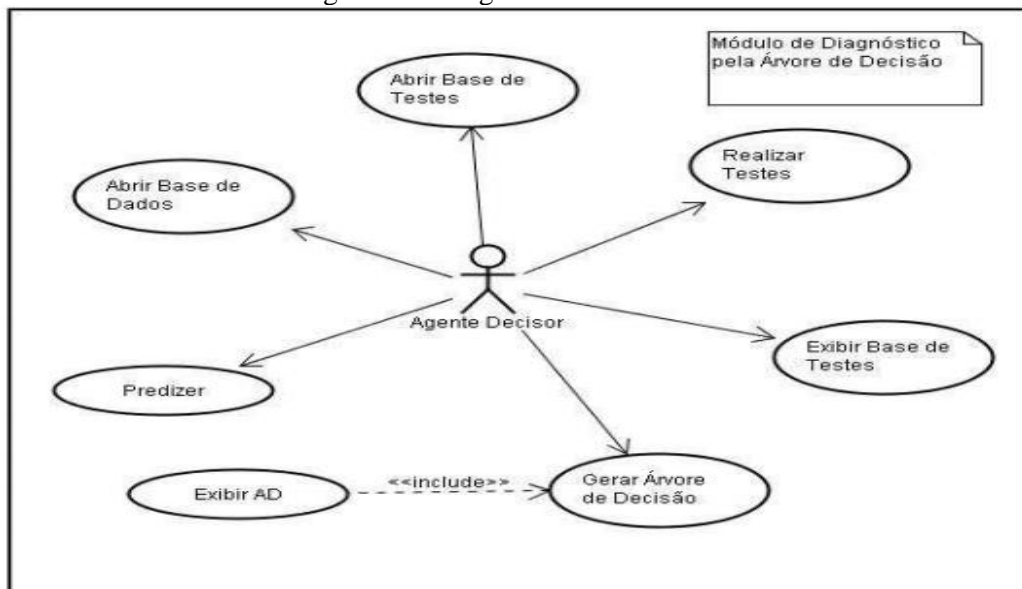 Módulo de Diagnóstico
pela Árvore de Decisão
Abrir Base de
Testes
Realizar
Testes
Abrir Base de
Dados
Agente Decisor
Exibir Base de
Testes
Predizer
<<include>>
Gerar Árvore
de Decisão
Exibir AD